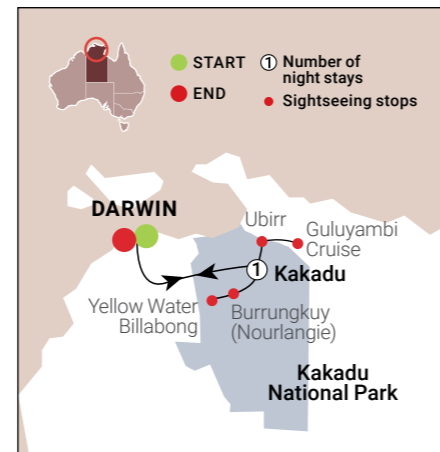 START
END
1 Number of
night stays
Sightseeing stops
DARWIN
Ubirr
Guluyambi
Cruise
1 Kakadu
Yellow Water
Billabong
Burrungkuy
(Nourlangie)
Kakadu
National Park